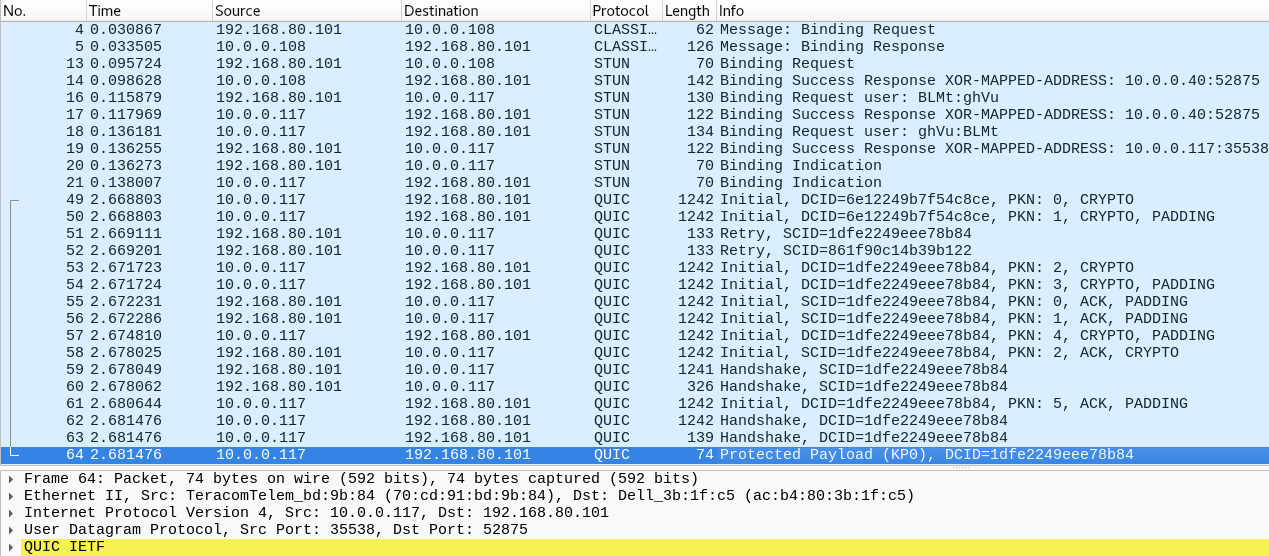 No. Time Source Destination Protocol Length Info
4 0.030867 192.168.80.101 10.0.0.108 CLASSI… 62 Message: Binding Request
5 0.033505 10.0.0.108 192.168.80.101 CLASSI… 126 Message: Binding Response
13 0.095724 192.168.80.101 10.0.0.108 STUN 70 Binding Request
14 0.098628 10.0.0.108 192.168.80.101 STUN 142 Binding Success Response XOR-MAPPED-ADDRESS: 10.0.0.40:52875
16 0.115879 192.168.80.101 10.0.0.117 STUN 130 Binding Request user: BLMt:ghVu
17 0.117969 10.0.0.117 192.168.80.101 STUN 122 Binding Success Response XOR-MAPPED-ADDRESS: 10.0.0.40:52875
18 0.136181 10.0.0.117 192.168.80.101 STUN 134 Binding Request user: ghVu:BLMt
19 0.136255 192.168.80.101 10.0.0.117 STUN 122 Binding Success Response XOR-MAPPED-ADDRESS: 10.0.0.117:35538
20 0.136273 192.168.80.101 10.0.0.117 STUN 70 Binding Indication
21 0.138007 10.0.0.117 192.168.80.101 STUN 70 Binding Indication
49 2.668803 10.0.0.117 192.168.80.101 QUIC 1242 Initial, DCID=6e12249b7f54c8ce, PKN: 0, CRYPTO
50 2.668803 10.0.0.117 192.168.80.101 QUIC 1242 Initial, DCID=6e12249b7f54c8ce, PKN: 1, CRYPTO, PADDING
51 2.669111 192.168.80.101 10.0.0.117 QUIC 133 Retry, SCID=1dfe2249eee78b84
52 2.669201 192.168.80.101 10.0.0.117 QUIC 133 Retry, SCID=861f90c14b39b122
53 2.671723 10.0.0.117 192.168.80.101 QUIC 1242 Initial, DCID=1dfe2249eee78b84, PKN: 2, CRYPTO
54 2.671724 10.0.0.117 192.168.80.101 QUIC 1242 Initial, DCID=1dfe2249eee78b84, PKN: 3, CRYPTO, PADDING
55 2.672231 192.168.80.101 10.0.0.117 QUIC 1242 Initial, SCID=1dfe2249eee78b84, PKN: 0, ACK, PADDING
56 2.672286 192.168.80.101 10.0.0.117 QUIC 1242 Initial, SCID=1dfe2249eee78b84, PKN: 1, ACK, PADDING
57 2.674810 10.0.0.117 192.168.80.101 QUIC 1242 Initial, DCID=1dfe2249eee78b84, PKN: 4, CRYPTO, PADDING
58 2.678025 192.168.80.101 10.0.0.117 QUIC 1242 Initial, SCID=1dfe2249eee78b84, PKN: 2, ACK, CRYPTO
59 2.678049 192.168.80.101 10.0.0.117 QUIC 1241 Handshake, SCID=1dfe2249eee78b84
60 2.678062 192.168.80.101 10.0.0.117 QUIC 326 Handshake, SCID=1dfe2249eee78b84
61 2.680644 10.0.0.117 192.168.80.101 QUIC 1242 Initial, DCID=1dfe2249eee78b84, PKN: 5, ACK, PADDING
62 2.681476 10.0.0.117 192.168.80.101 QUIC 1242 Handshake, DCID=1dfe2249eee78b84
63 2.681476 10.0.0.117 192.168.80.101 QUIC 139 Handshake, DCID=1dfe2249eee78b84
64 2.681476 10.0.0.117 192.168.80.101 QUIC 74 Protected Payload (KP0), DCID=1dfe2249eee78b84
Frame 64: Packet, 74 bytes on wire (592 bits), 74 bytes captured (592 bits)
Ethernet II, Src: TeracomTelem_bd:9b:84 (70:cd:91:bd:9b:84), Dst: Dell_3b:1f:c5 (ac:b4:80:3b:1f:c5)
Internet Protocol Version 4, Src: 10.0.0.117, Dst: 192.168.80.101
User Datagram Protocol, Src Port: 35538, Dst Port: 52875
QUIC IETF